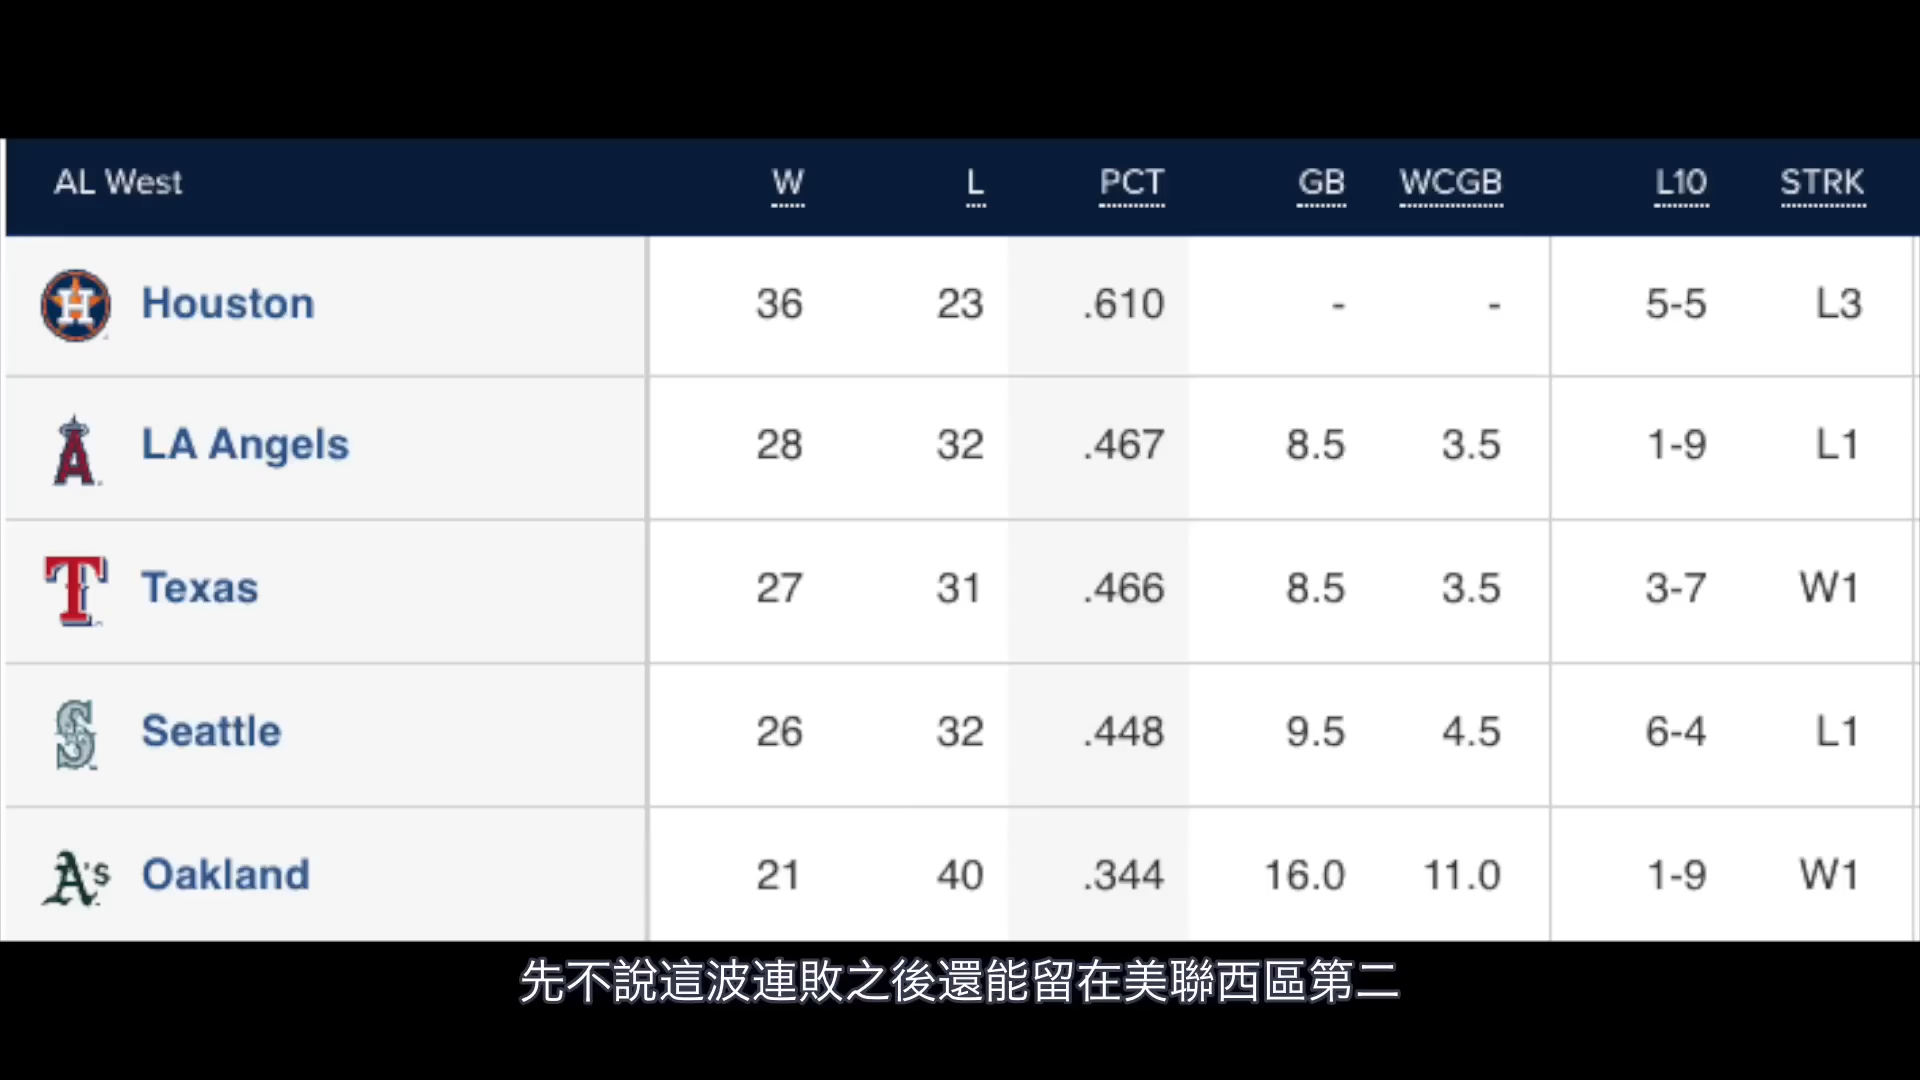 AL West W L PCT GB WCGB L10 STRK
Houston 36 23 .610 - - 5-5 L3
LA Angels 28 32 .467 8.5 3.5 1-9 L1
Texas 27 31 .466 8.5 3.5 3-7 W1
Seattle 26 32 .448 9.5 4.5 6-4 L1
Oakland 21 40 .344 16.0 11.0 1-9 W1
先不說這波連敗之後還能留在美聯西區第二